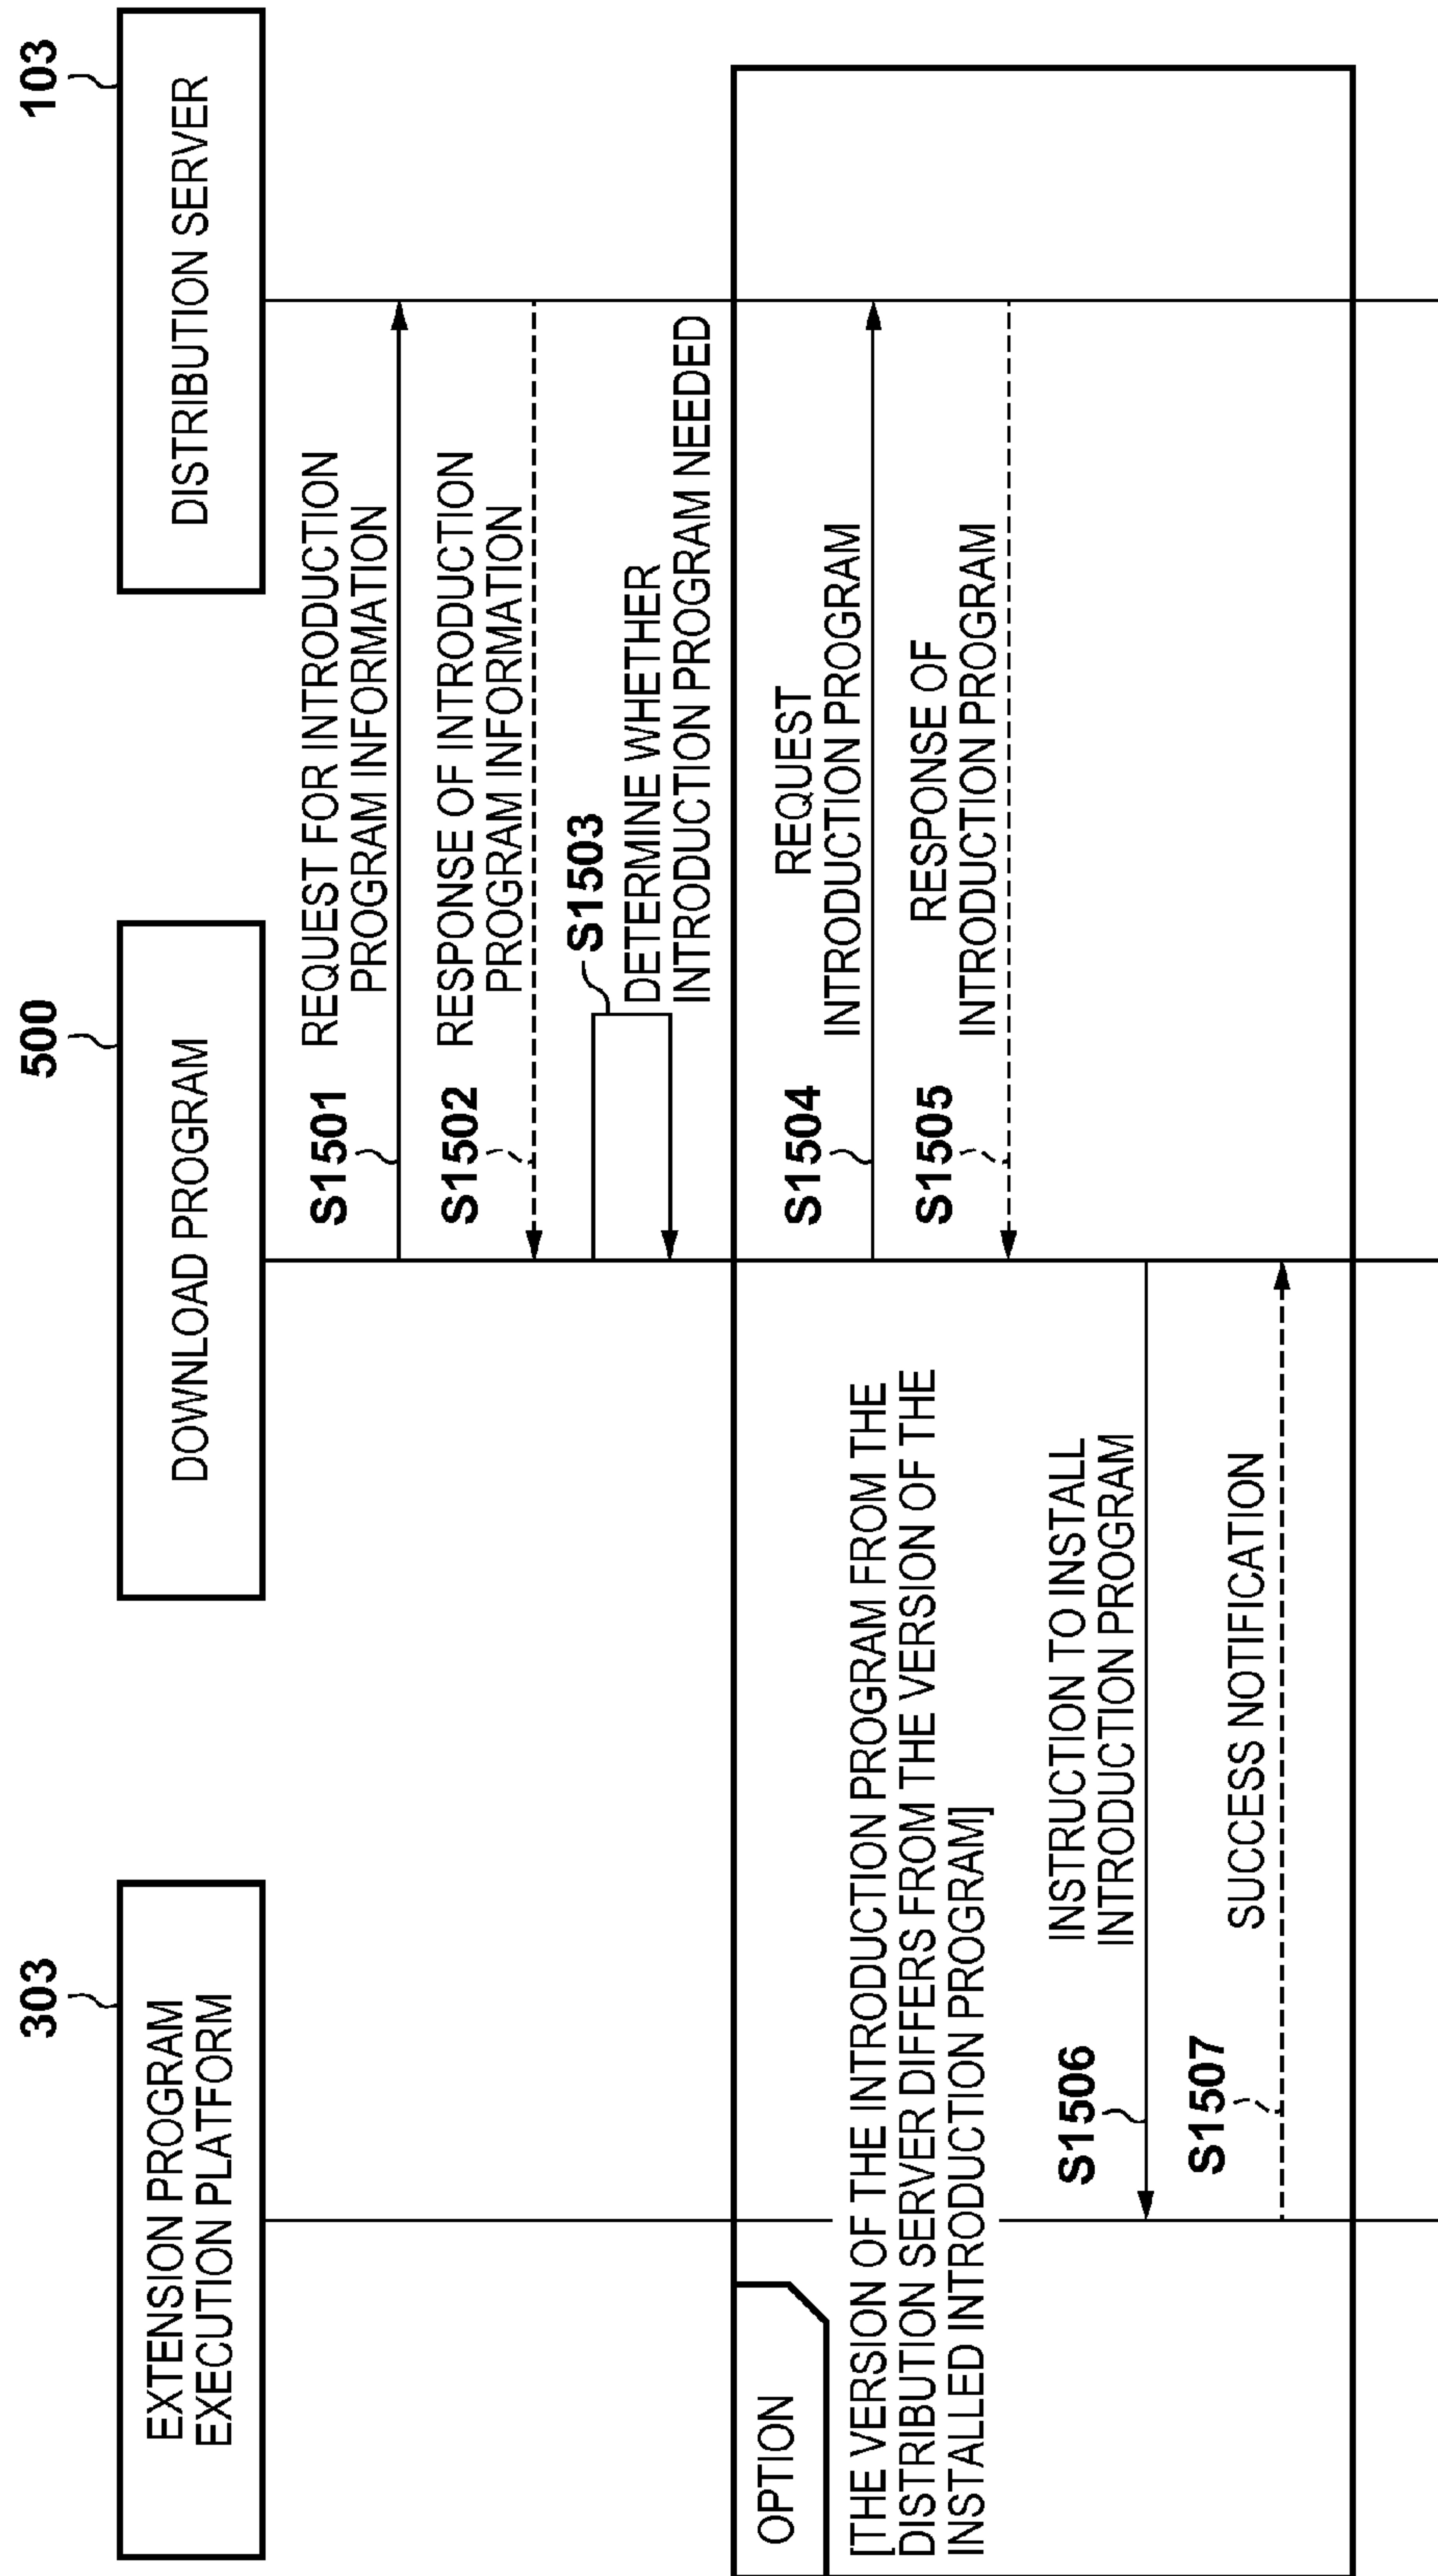 303
EXTENSION PROGRAM
EXECUTION PLATFORM
500
DOWNLOAD PROGRAM
103
DISTRIBUTION SERVER
S1501
REQUEST FOR INTRODUCTION
PROGRAM INFORMATION
S1502
RESPONSE OF INTRODUCTION
PROGRAM INFORMATION
S1503
DETERMINE WHETHER
INTRODUCTION PROGRAM NEEDED
OPTION
[THE VERSION OF THE INTRODUCTION PROGRAM FROM THE
DISTRIBUTION SERVER DIFFERS FROM THE VERSION OF THE
INSTALLED INTRODUCTION PROGRAM]
S1504
REQUEST
INTRODUCTION PROGRAM
S1505
RESPONSE OF
INTRODUCTION PROGRAM
S1506
INSTRUCTION TO INSTALL
INTRODUCTION PROGRAM
S1507
SUCCESS NOTIFICATION